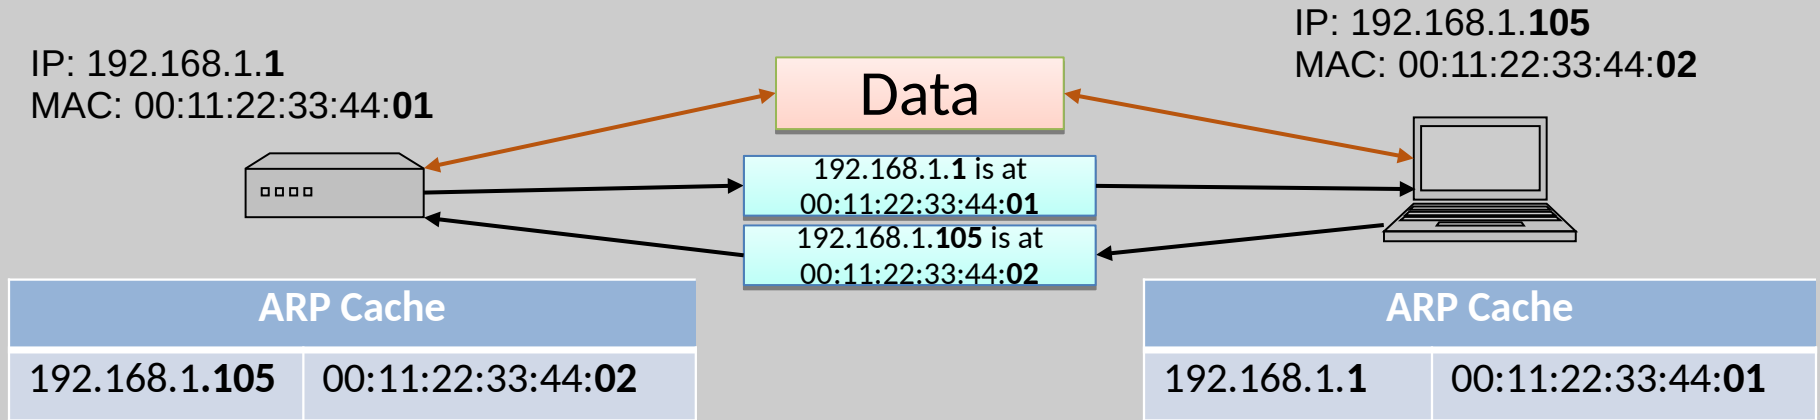 IP: 192.168.1.1
MAC: 00:11:22:33:44:01
IP: 192.168.1.105
MAC: 00:11:22:33:44:02
Data
192.168.1.1 is at
00:11:22:33:44:01
192.168.1.105 is at
00:11:22:33:44:02
ARP Cache
192.168.1.105 00:11:22:33:44:02
ARP Cache
192.168.1.1 00:11:22:33:44:01